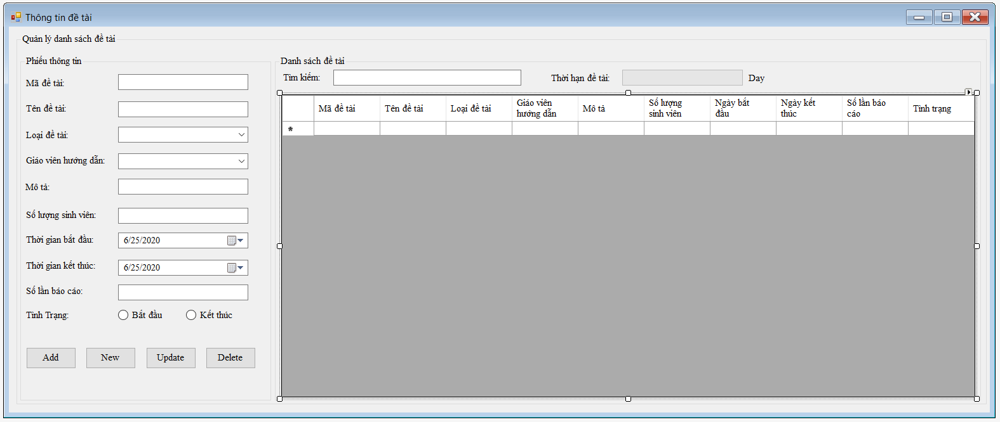 Thông tin đề tài
Quản lý danh sách đề tài
Phiếu thông tin
Mã đề tài:
Tên đề tài:
Loại đề tài:
Giáo viên hướng dẫn:
Mô tả:
Số lượng sinh viên:
Thời gian bắt đầu:
6/25/2020
Thời gian kết thúc:
6/25/2020
Số lần báo cáo:
Tình Trạng:
Bắt đầu
Kết thúc
Add
New
Update
Delete
Danh sách đề tài
Tìm kiếm:
Thời hạn đề tài:
Day
Mã đề tài
Tên đề tài
Loại đề tài
Giáo viên
hướng dẫn
Mô tả
Số lượng
sinh viên
Ngày bắt
đầu
Ngày kết
thúc
Số lần báo
cáo
Tình trạng
*